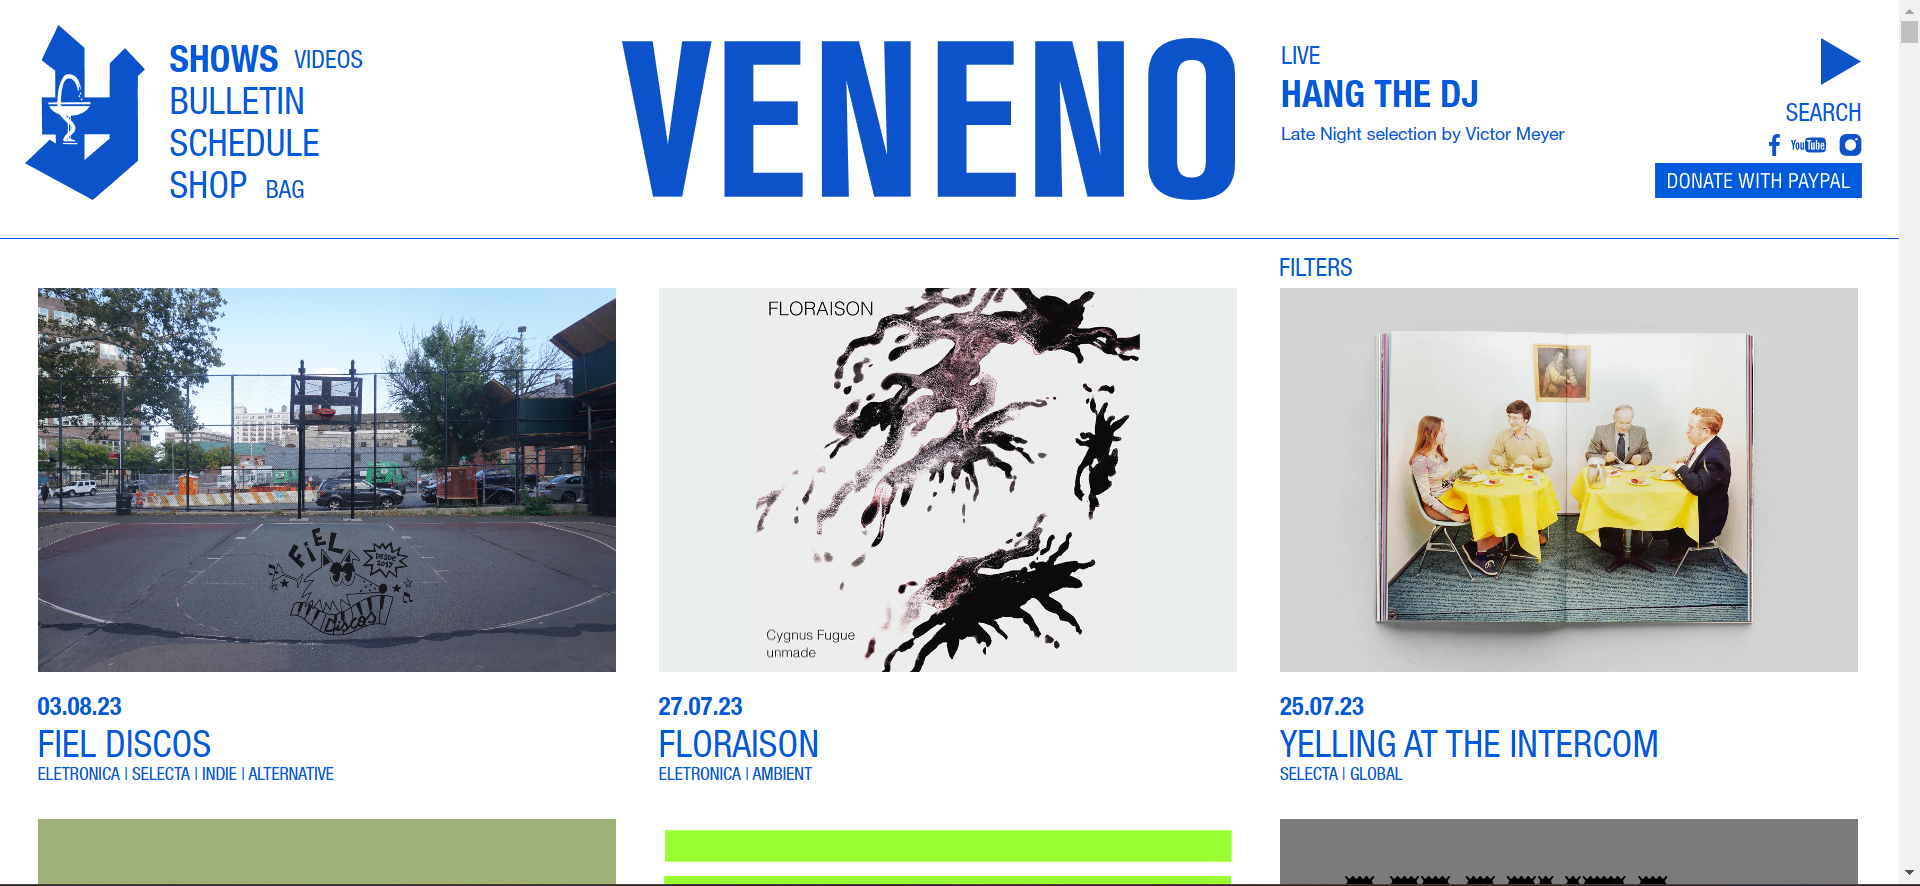 SHOWS VIDEOS
BULLETIN
SCHEDULE
SHOP BAG
VENENO
LIVE
HANG THE DJ
Late Night selection by Victor Meyer
SEARCH
You Tube
DONATE WITH PAYPAL
FILTERS
FIEL
DESDE
2017
Discos
FLORAISON
Cygnus Fugue
unmade
03.08.23
FIEL DISCOS
ELETRONICA | SELECTA | INDIE | ALTERNATIVE
27.07.23
FLORAISON
ELETRONICA | AMBIENT
25.07.23
YELLING AT THE INTERCOM
SELECTA | GLOBAL